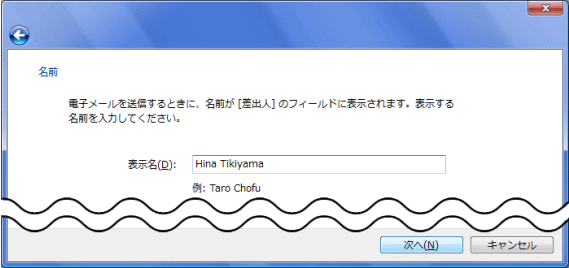 名前
電子メールを送信するときに、名前が [差出人] のフィールドに表示されます。表示する
名前を入力してください。
表示名(D): Hina Tikiyama
例: Taro Chofu
次へ(N) キャンセル